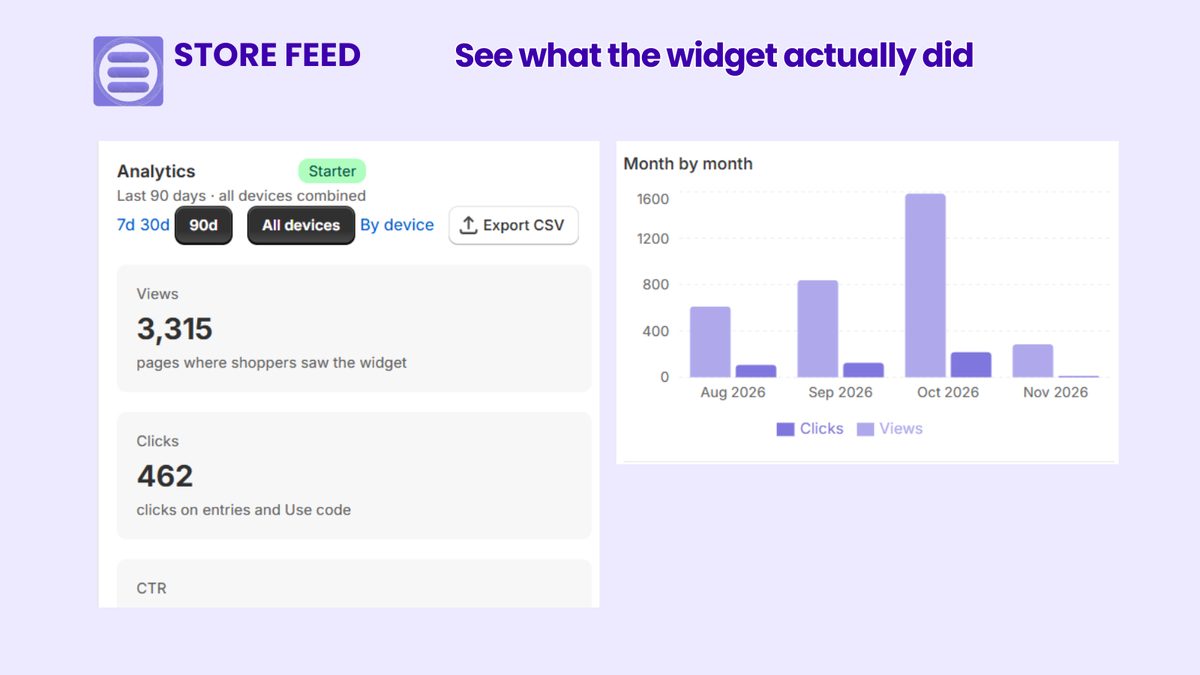 STORE FEED
See what the widget actually did
Analytics
Starter
Last 90 days · all devices combined
7d 30d 90d All devices By device Export CSV
Views
3,315
pages where shoppers saw the widget
Clicks
462
clicks on entries and Use code
CTR
Month by month
1600
1200
800
400
0
Aug 2026 Sep 2026 Oct 2026 Nov 2026
Clicks Views